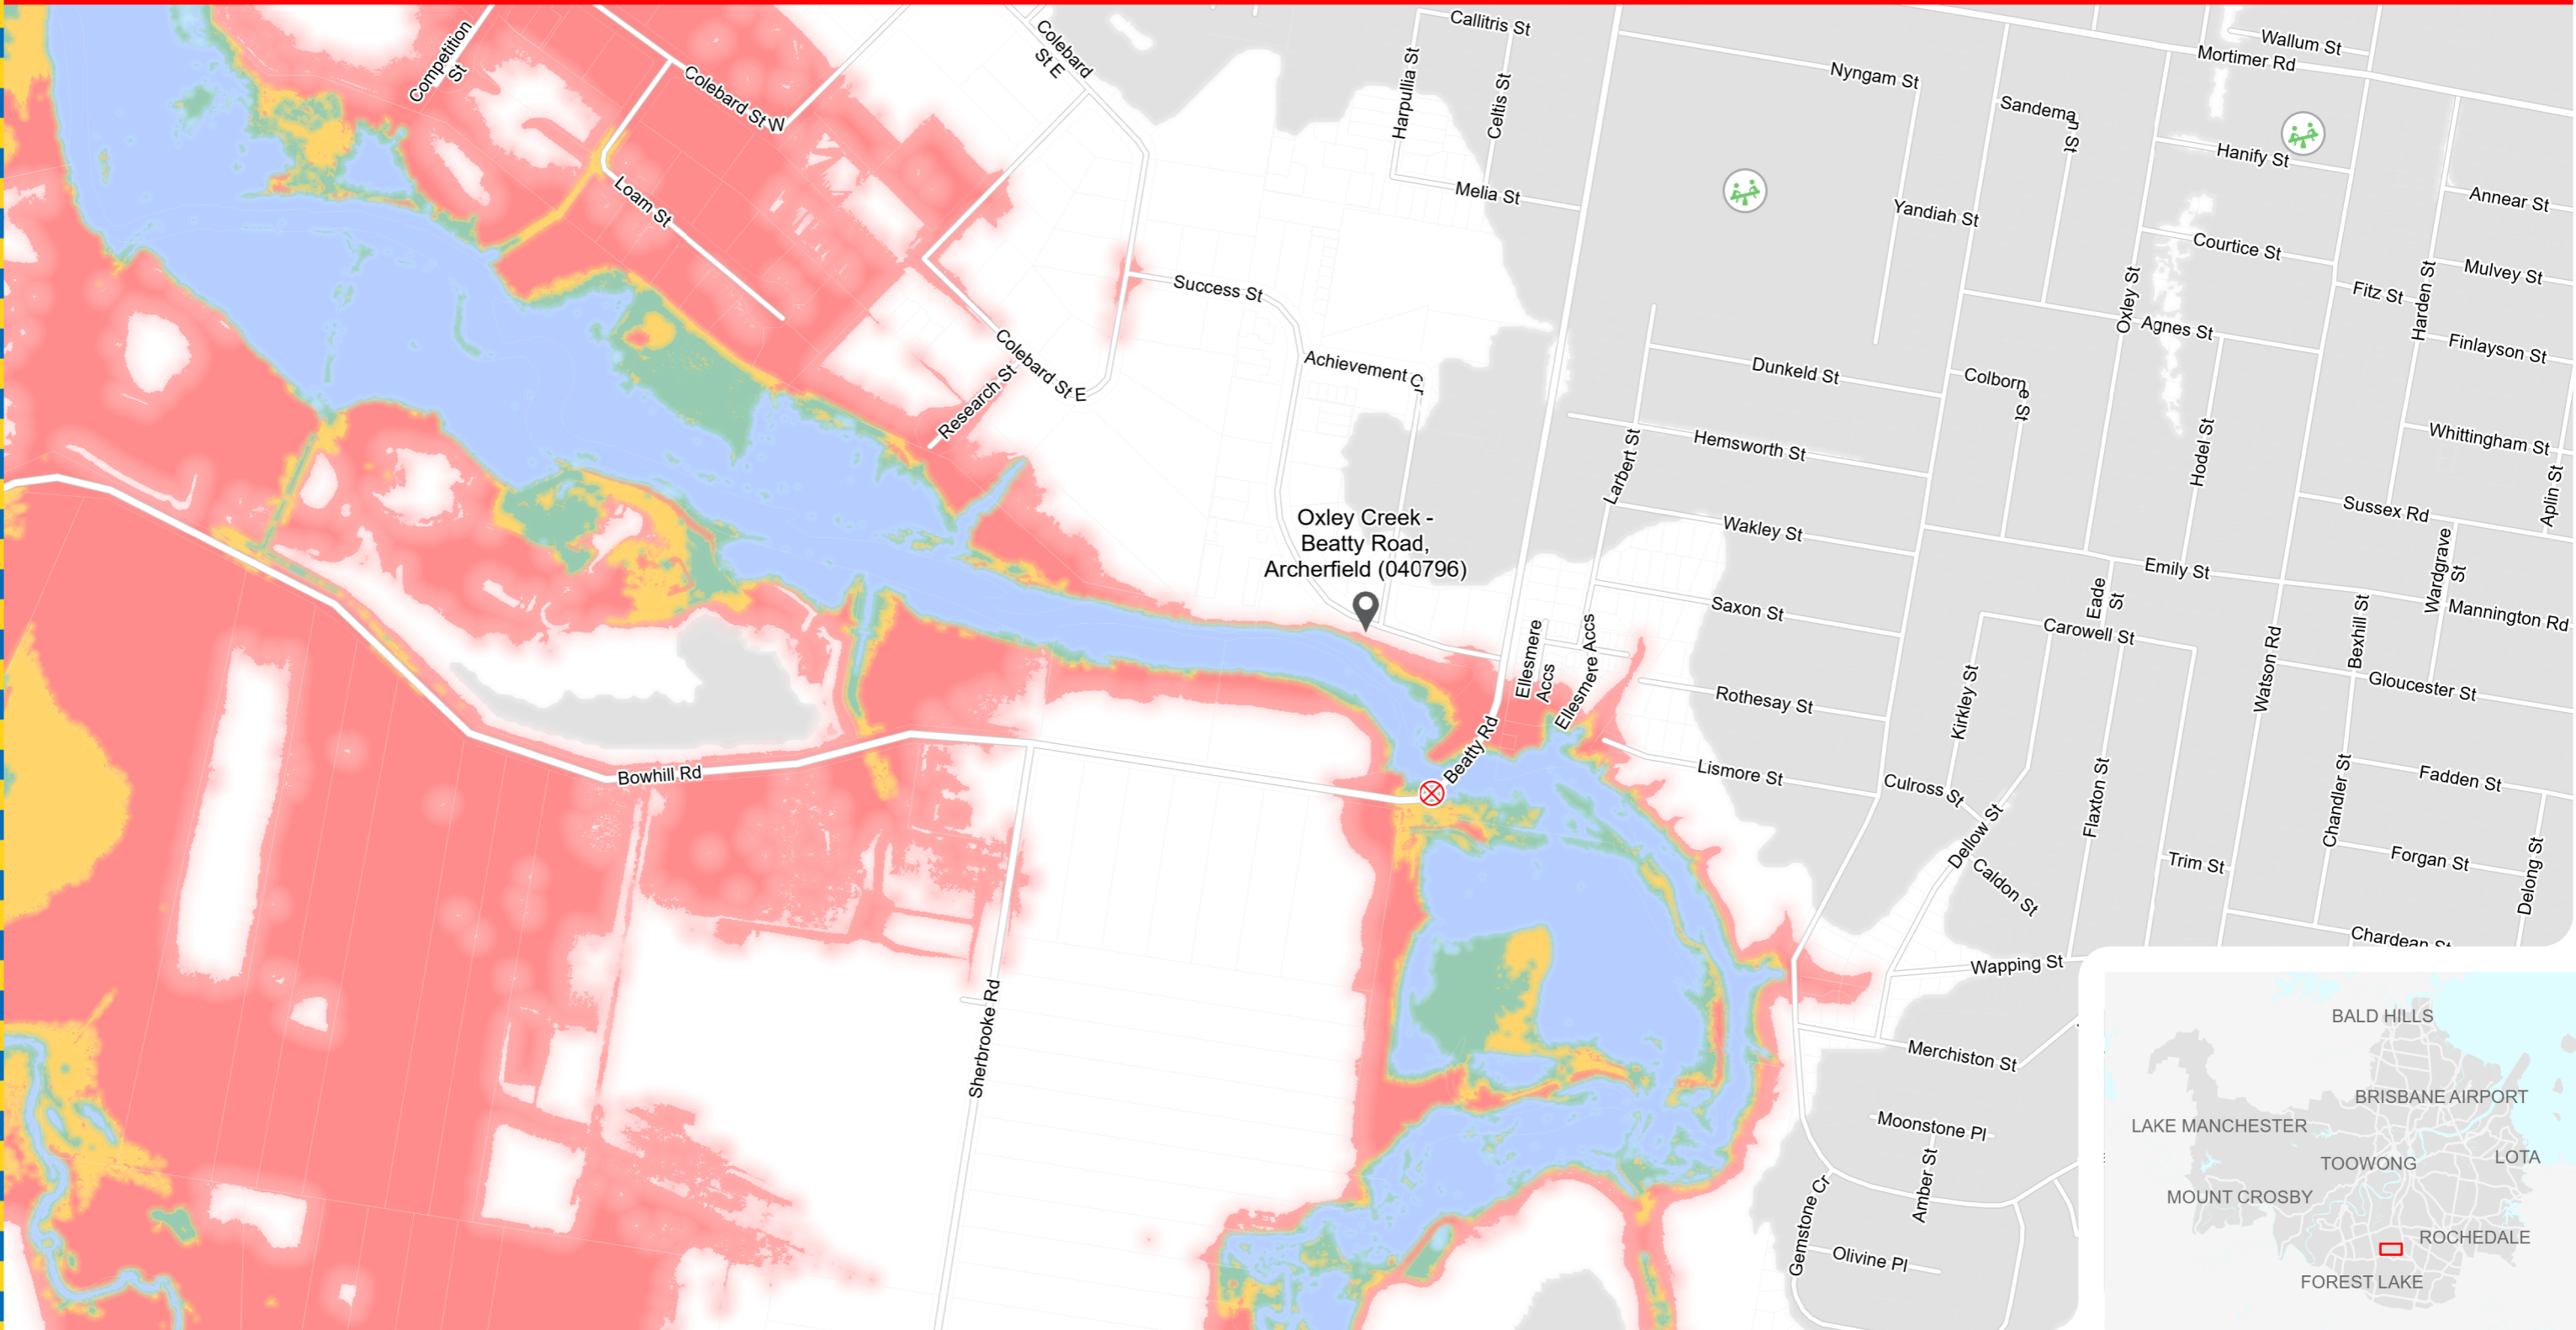 Callitris St
Wallum St
Mortimer Rd
Competition
St
Colebard
St E
Colebard St W
Harpullia St
Celtis St
Nyngam St
Sandema
n St
Hanify St
Melia St
Yandiah St
Annear St
Loam St
Courtice St
Mulvey St
Success St
Oxley St
Fitz St
Harden St
Agnes St
Finlayson St
Colebard St E
Research St
Achievement Cr
Dunkeld St
Colborn
e St
Hemsworth St
Larbert St
Hodel St
Whittingham St
Aplin St
Sussex Rd
Oxley Creek -
Beatty Road,
Archerfield (040796)
Wakley St
Emily St
Wardgrave
St
Eade
St
Saxon St
Mannington Rd
Carowell St
Bexhill St
Ellesmere
Accs
Ellesmere Accs
Watson Rd
Gloucester St
Rothesay St
Kirkley St
Beatty Rd
Bowhill Rd
Lismore St
Culross St
Flaxton St
Chandler St
Fadden St
Dellow St
Trim St
Forgan St
Delong St
Caldon St
Chardean St
Wapping St
Sherbrooke Rd
Merchiston St
Moonstone Pl
Amber St
Gemstone Cr
Olivine Pl
BALD HILLS
BRISBANE AIRPORT
LAKE MANCHESTER
TOOWONG
LOTA
MOUNT CROSBY
ROCHEDALE
FOREST LAKE